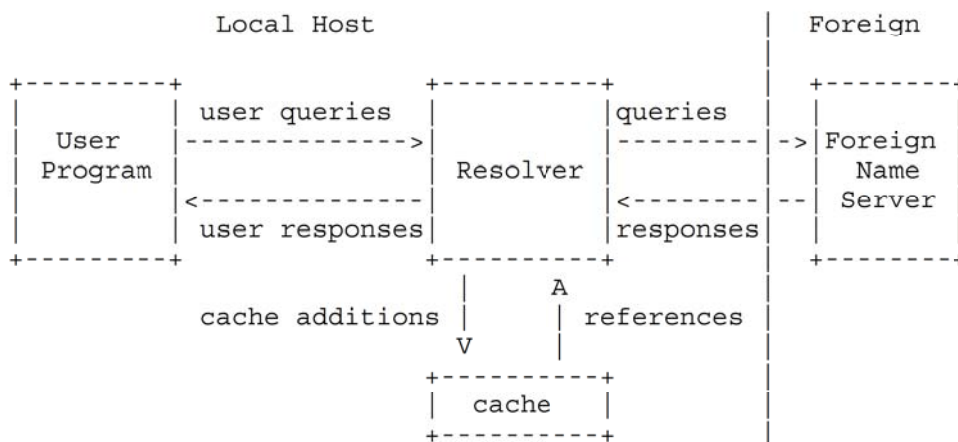 Local Host | Foreign
user queries queries
User Foreign
Program Resolver Name
Server
user responses responses
A
cache additions references
V
cache